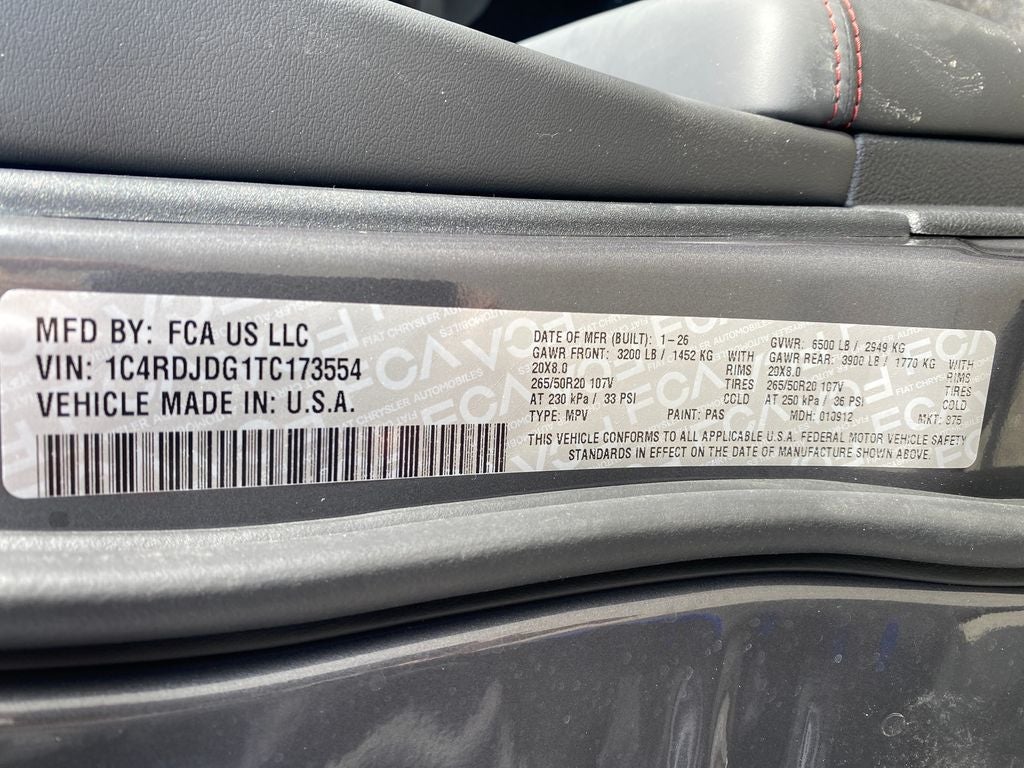 MFD BY: FCA US LLC
VIN: 1C4RDJDG1TC173554
VEHICLE MADE IN: U.S.A.
DATE OF MFR (BUILT): 1-26
GAWR FRONT: 3200 LB / 1452 KG WITH
20X8.0 RIMS
265/50R20 107V TIRES
AT 230 kPa / 33 PSI COLD
TYPE: MPV PAINT: PAS
GVWR: 6500 LB / 2949 KG
GAWR REAR: 3900 LB / 1770 KG WITH
20X8.0 RIMS
265/50R20 107V TIRES
AT 250 kPa / 36 PSI COLD
MDH: 010912 MKT: 375
THIS VEHICLE CONFORMS TO ALL APPLICABLE U.S.A. FEDERAL MOTOR VEHICLE SAFETY
STANDARDS IN EFFECT ON THE DATE OF MANUFACTURE SHOWN ABOVE.